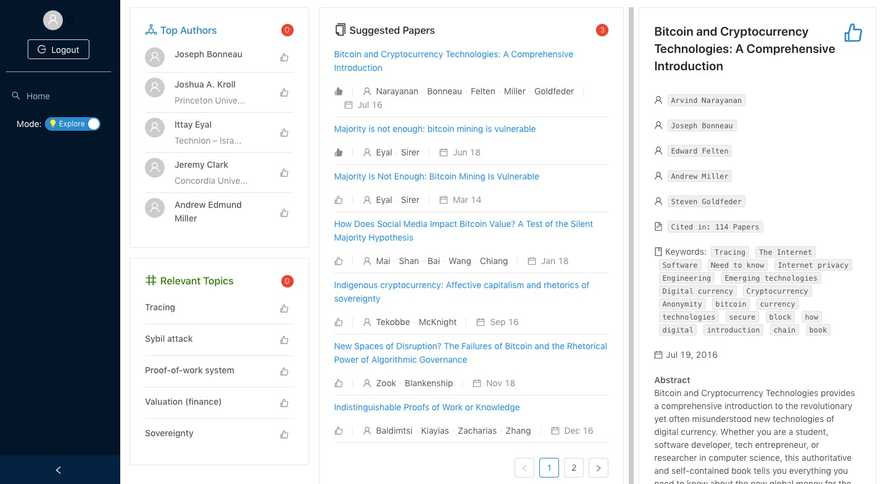 Logout
Home
Mode: Explore
Top Authors 0
Joseph Bonneau
Joshua A. Kroll
Princeton Unive...
Ittay Eyal
Technion – Isra...
Jeremy Clark
Concordia Unive...
Andrew Edmund
Miller
Relevant Topics 0
Tracing
Sybil attack
Proof-of-work system
Valuation (finance)
Sovereignty
Suggested Papers 3
Bitcoin and Cryptocurrency Technologies: A Comprehensive
Introduction
Narayanan Bonneau Felten Miller Goldfeder
Jul 16
Majority is not enough: bitcoin mining is vulnerable
Eyal Sirer Jun 18
Majority is Not Enough: Bitcoin Mining Is Vulnerable
Eyal Sirer Mar 14
How Does Social Media Impact Bitcoin Value? A Test of the Silent
Majority Hypothesis
Mai Shan Bai Wang Chiang Jan 18
Indigenous cryptocurrency: Affective capitalism and rhetorics of
sovereignty
Tekobbe McKnight Sep 16
New Spaces of Disruption? The Failures of Bitcoin and the Rhetorical
Power of Algorithmic Governance
Zook Blankenship Nov 18
Indistinguishable Proofs of Work or Knowledge
Baldimtsi Kiayias Zacharias Zhang Dec 16
< 1 2 >
Bitcoin and Cryptocurrency
Technologies: A Comprehensive
Introduction
Arvind Narayanan
Joseph Bonneau
Edward Felten
Andrew Miller
Steven Goldfeder
Cited in: 114 Papers
Keywords: Tracing The Internet
Software Need to know Internet privacy
Engineering Emerging technologies
Digital currency Cryptocurrency
Anonymity bitcoin currency
technologies secure block how
digital introduction chain book
Jul 19, 2016
Abstract
Bitcoin and Cryptocurrency Technologies provides
a comprehensive introduction to the revolutionary
yet often misunderstood new technologies of
digital currency. Whether you are a student,
software developer, tech entrepreneur, or
researcher in computer science, this authoritative
and self-contained book tells you everything you
need to know about the new global money for the